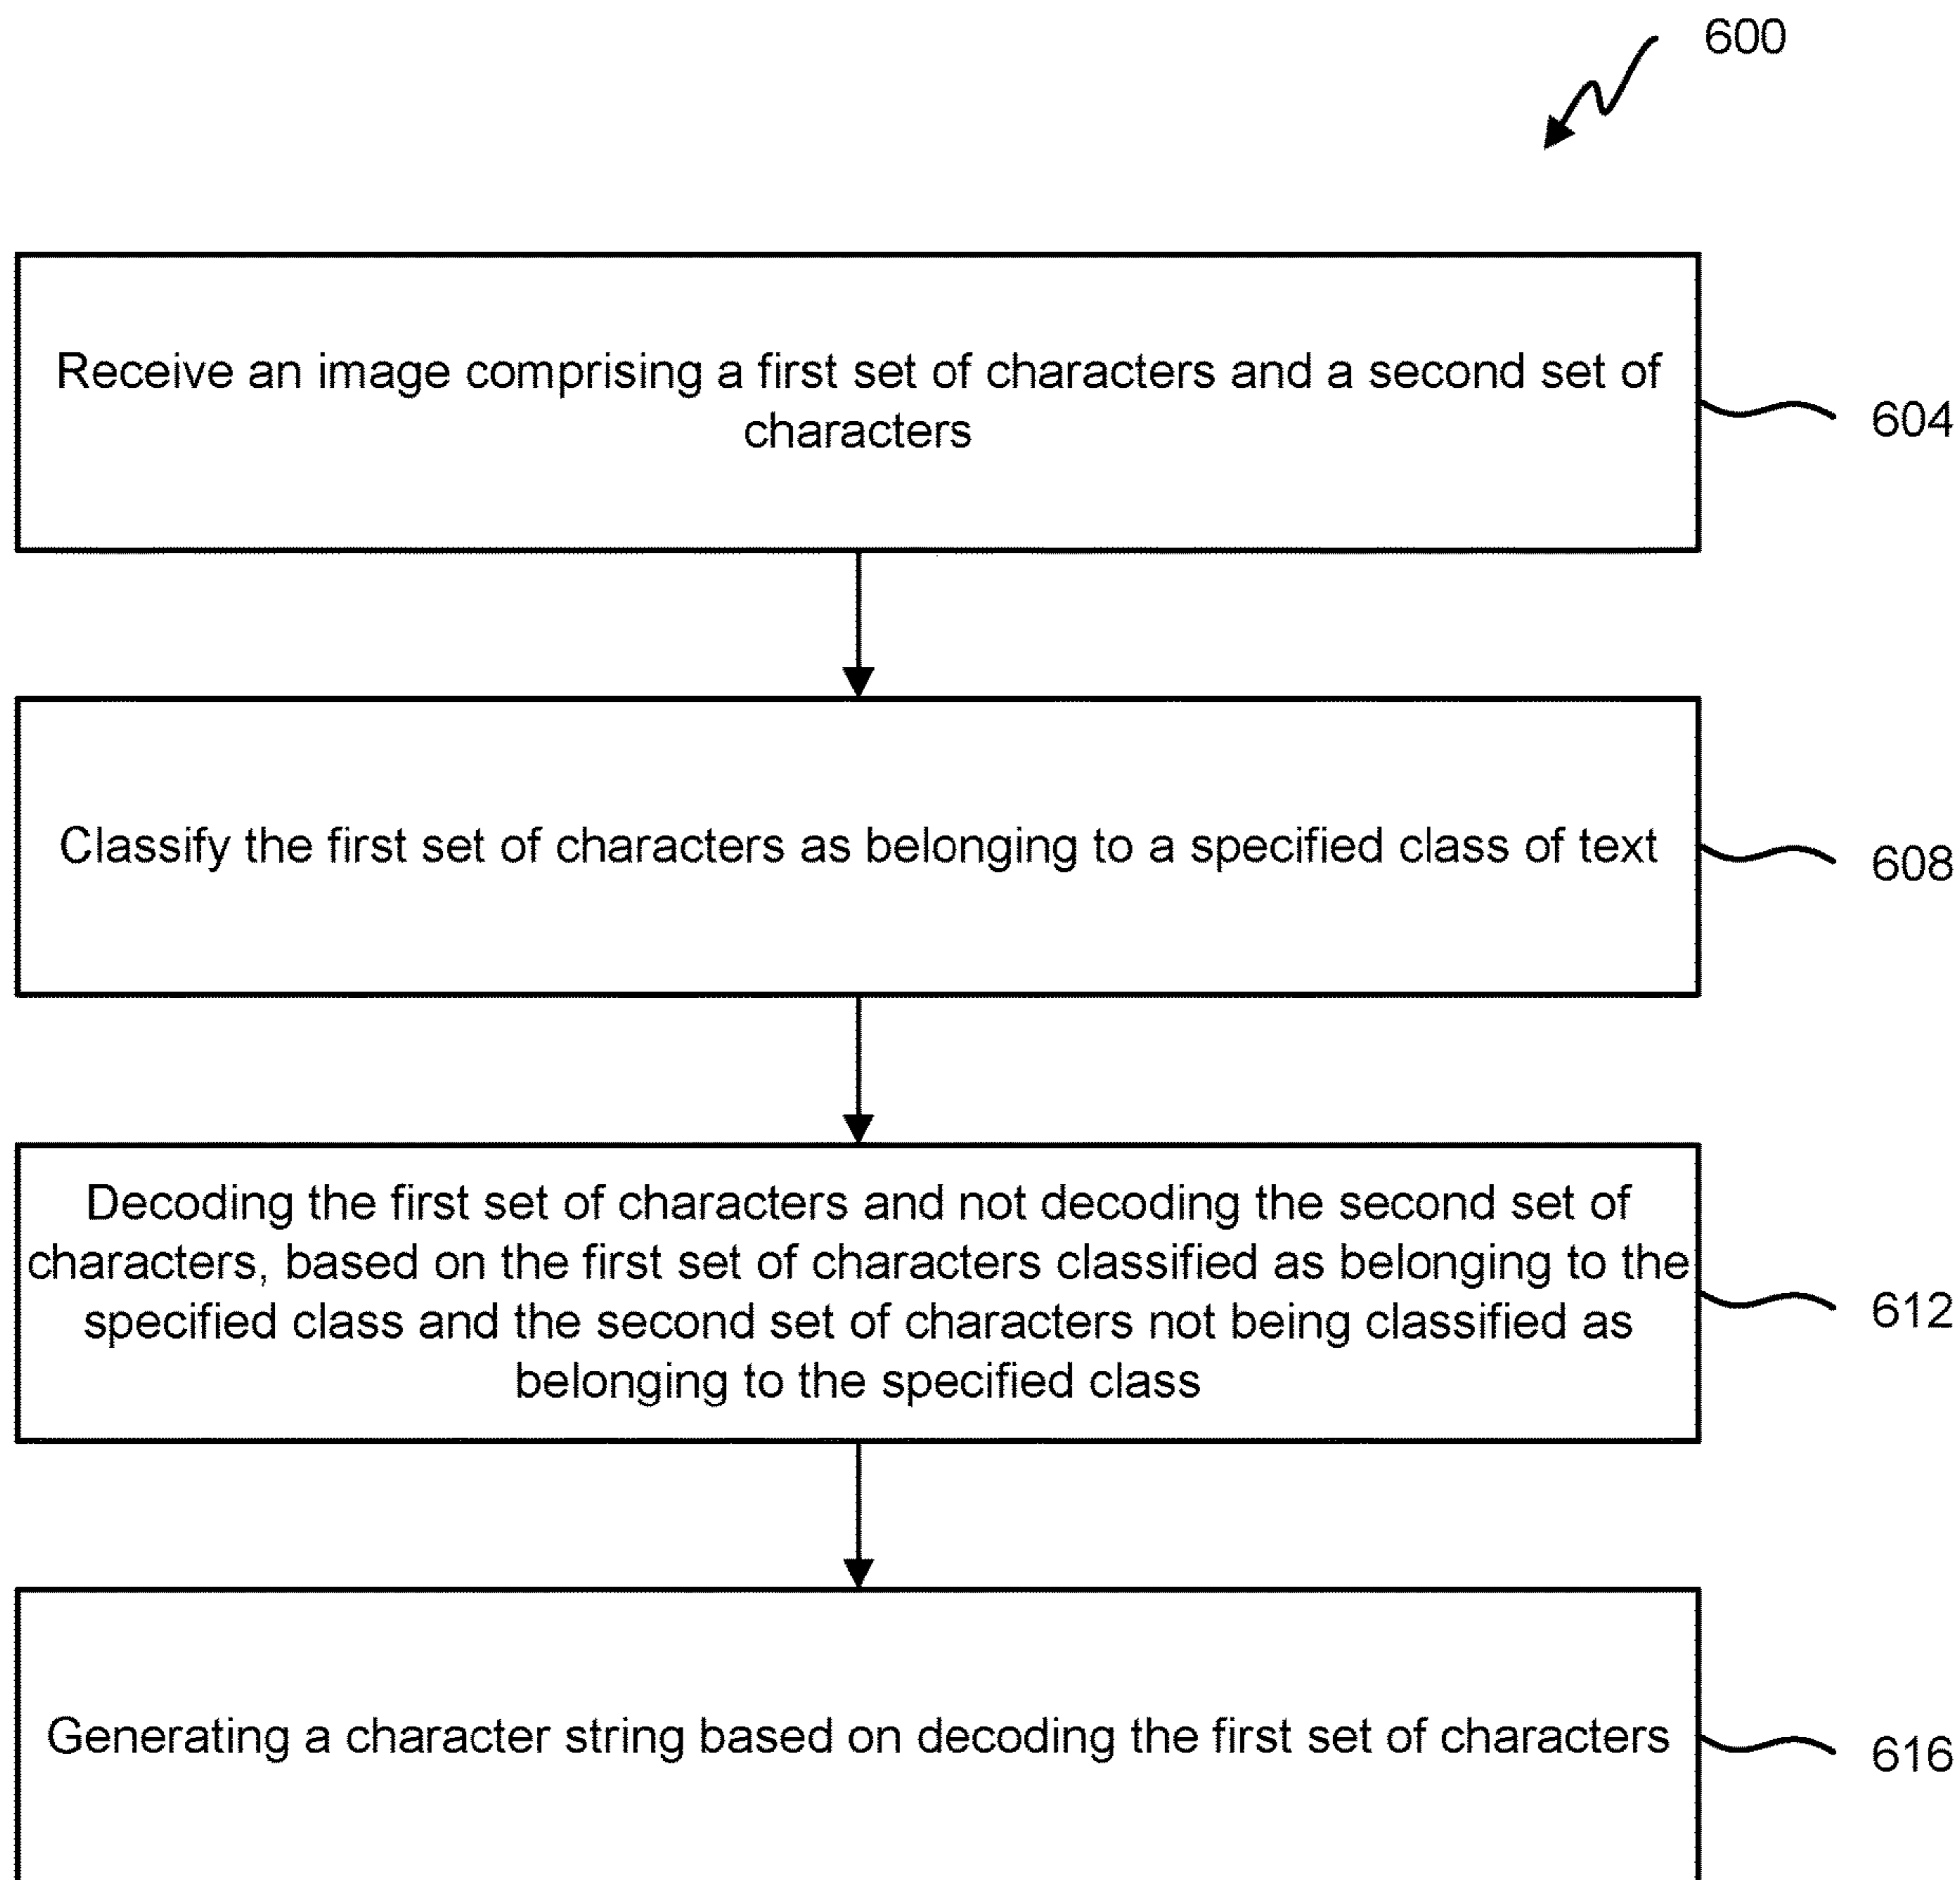 600
Receive an image comprising a first set of characters and a second set of
characters
604
Classify the first set of characters as belonging to a specified class of text
608
Decoding the first set of characters and not decoding the second set of
characters, based on the first set of characters classified as belonging to the
specified class and the second set of characters not being classified as
belonging to the specified class
612
Generating a character string based on decoding the first set of characters
616